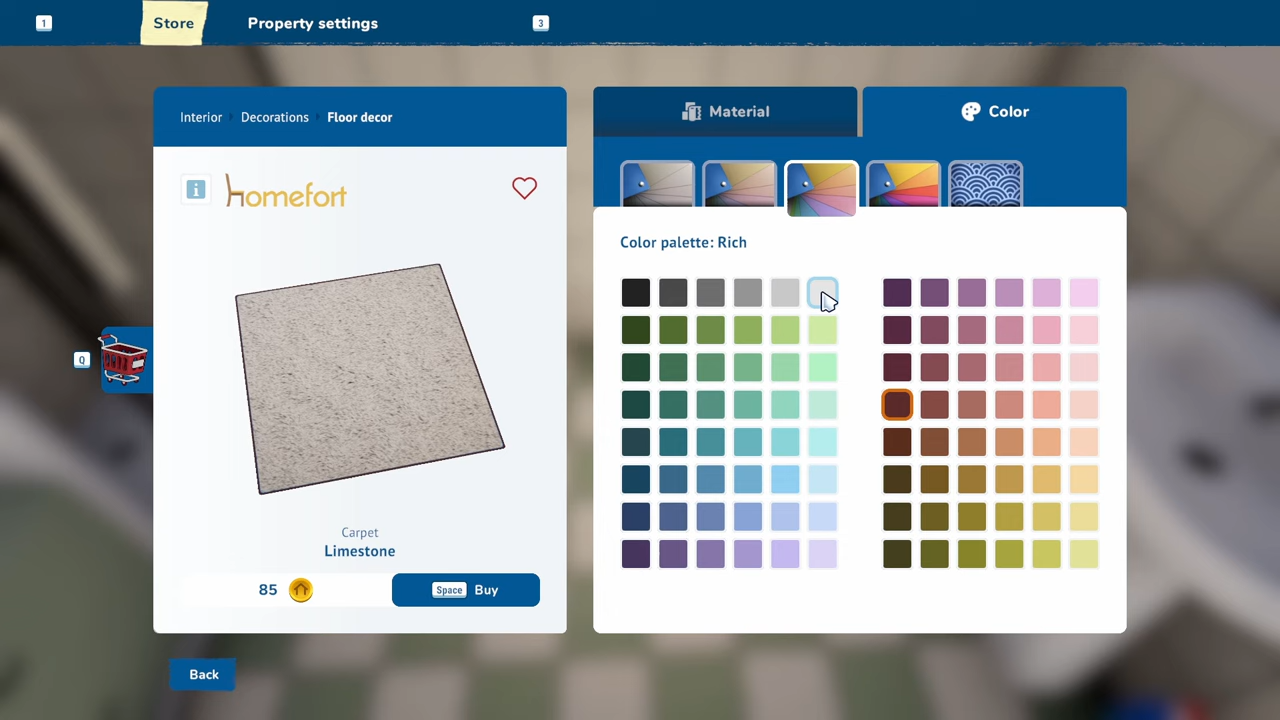 1
Store
Property settings
3
Interior
Decorations
Floor decor
Material
Color
i
homefort
Color palette: Rich
Q
Carpet
Limestone
85
Space Buy
Back